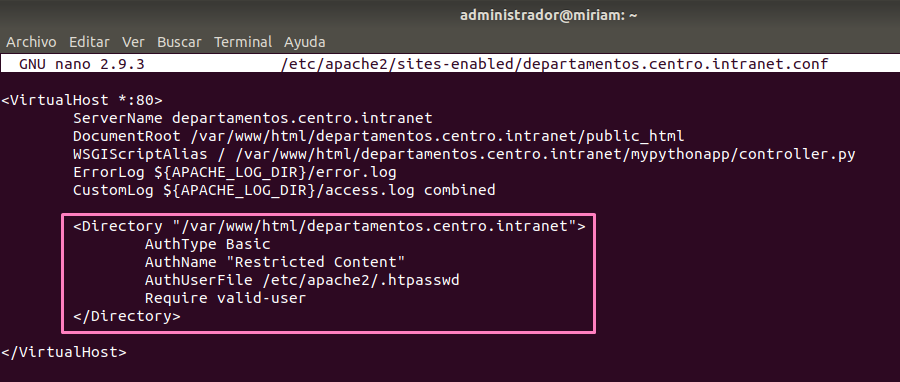 administrador@miriam: ~
Archivo Editar Ver Buscar Terminal Ayuda
GNU nano 2.9.3 /etc/apache2/sites-enabled/departamentos.centro.intranet.conf
<VirtualHost *:80>
ServerName departamentos.centro.intranet
DocumentRoot /var/www/html/departamentos.centro.intranet/public_html
WSGIScriptAlias / /var/www/html/departamentos.centro.intranet/mypythonapp/controller.py
ErrorLog ${APACHE_LOG_DIR}/error.log
CustomLog ${APACHE_LOG_DIR}/access.log combined
<Directory "/var/www/html/departamentos.centro.intranet">
AuthType Basic
AuthName "Restricted Content"
AuthUserFile /etc/apache2/.htpasswd
Require valid-user
</Directory>
</VirtualHost>